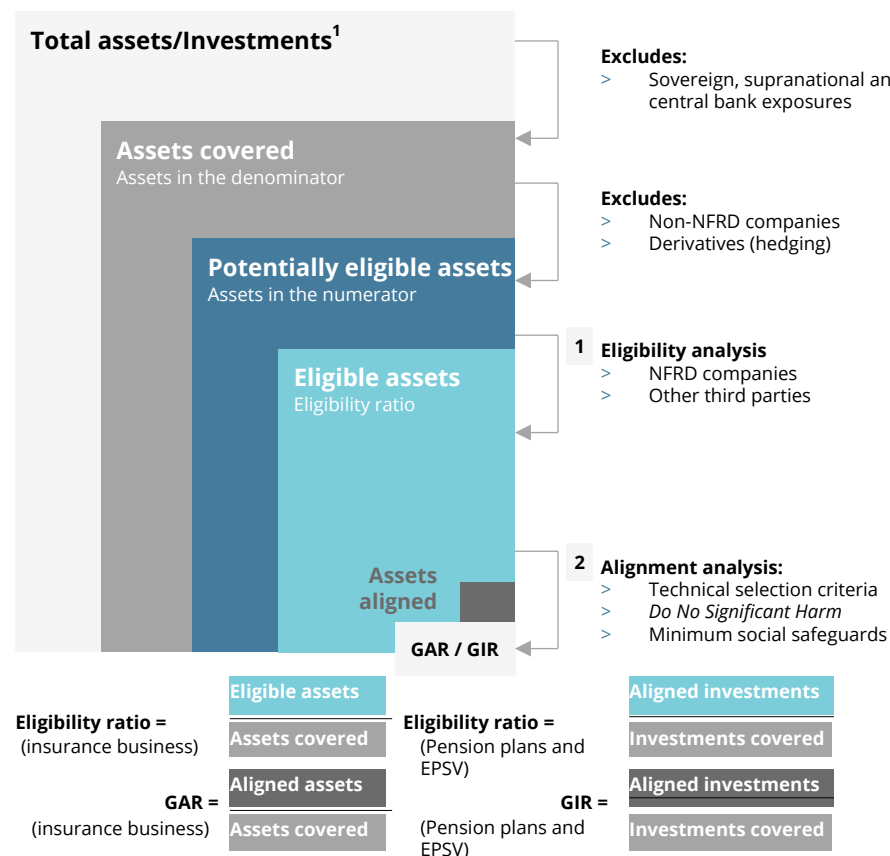 Total assets/Investments1
Excludes:
> Sovereign, supranational an
central bank exposures
Assets covered
Assets in the denominator
Excludes:
> Non-NFRD companies
> Derivatives (hedging)
Potentially eligible assets
Assets in the numerator
1 Eligibility analysis
> NFRD companies
> Other third parties
Eligible assets
Eligibility ratio
2 Alignment analysis:
> Technical selection criteria
> Do No Significant Harm
> Minimum social safeguards
Assets
aligned
GAR / GIR
Eligibility ratio =
(insurance business)
Eligible assets
Assets covered
Eligibility ratio =
(Pension plans and
EPSV)
Aligned investments
Investments covered
GAR =
(insurance business)
Aligned assets
Assets covered
GIR =
(Pension plans and
EPSV)
Aligned investments
Investments covered